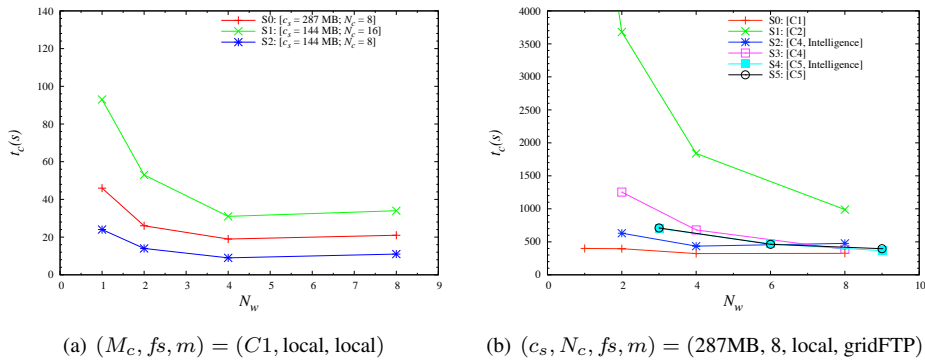 S0: [c_s = 287 MB; N_c = 8]
S1: [c_s = 144 MB; N_c = 16]
S2: [c_s = 144 MB; N_c = 8]
140
120
100
80
60
40
20
0
t_c(s)
0 1 2 3 4 5 6 7 8 9
N_w
(a) (M_c, fs, m) = (C1, local, local)
S0: [C1]
S1: [C2]
S2: [C4, Intelligence]
S3: [C4]
S4: [C5, Intelligence]
S5: [C5]
4000
3500
3000
2500
2000
1500
1000
500
0
t_c(s)
0 2 4 6 8 10
N_w
(b) (c_s, N_c, fs, m) = (287MB, 8, local, gridFTP)